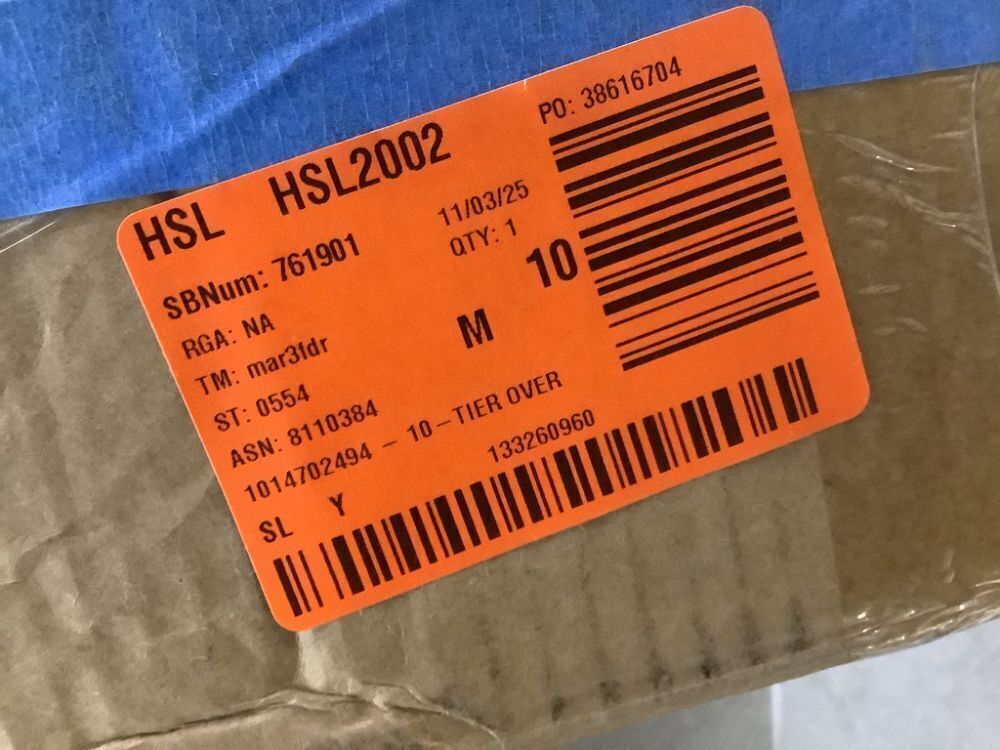 HSL HSL2002
PO: 38616704
SBNum: 761901
11/03/25
RGA: NA
QTY: 1
10
TM: mar3fdr
M
ST: 0554
ASN: 8110384
1014702494 - 10-TIER OVER
SL Y
133260960